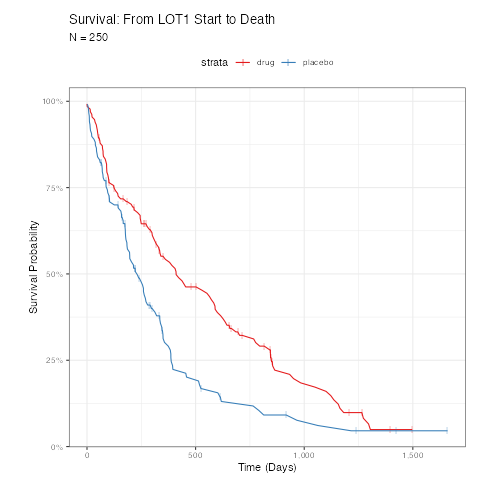 Survival: From LOT1 Start to Death
N = 250
strata drug placebo
100%
75%
50%
25%
0%
Survival Probability
0 500 1,000 1,500
Time (Days)